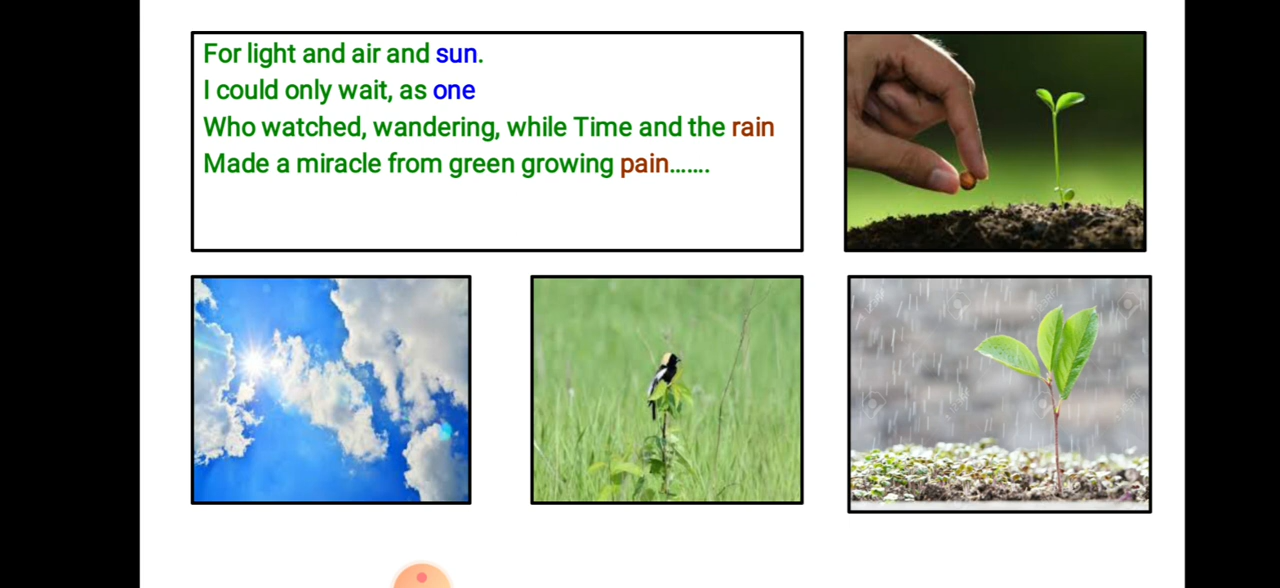 For light and air and sun.
I could only wait, as one
Who watched, wandering, while Time and the rain
Made a miracle from green growing pain.......